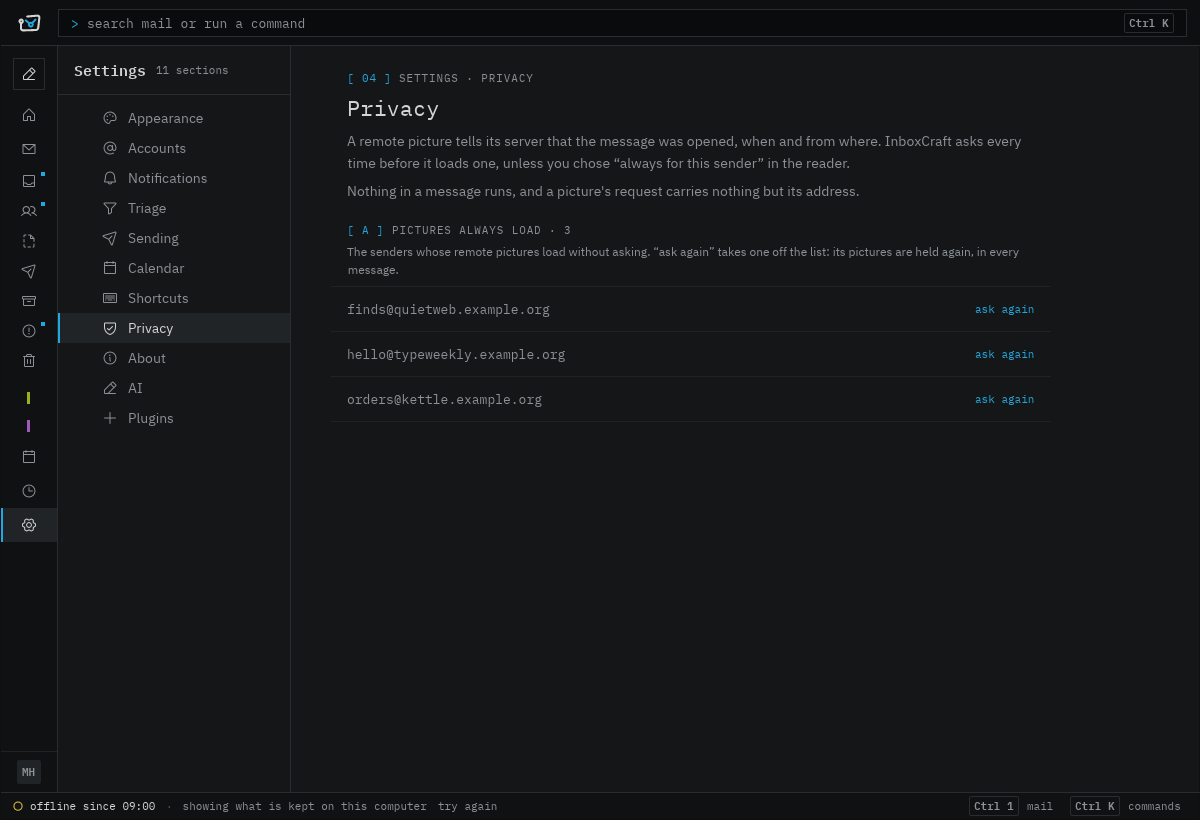 > search mail or run a command
Ctrl K
Settings 11 sections
Appearance
Accounts
Notifications
Triage
Sending
Calendar
Shortcuts
Privacy
About
AI
Plugins
[ 04 ] SETTINGS · PRIVACY
Privacy
A remote picture tells its server that the message was opened, when and from where. InboxCraft asks every
time before it loads one, unless you chose “always for this sender” in the reader.
Nothing in a message runs, and a picture's request carries nothing but its address.
[ A ] PICTURES ALWAYS LOAD · 3
The senders whose remote pictures load without asking. “ask again” takes one off the list: its pictures are held again, in every
message.
finds@quietweb.example.org ask again
hello@typeweekly.example.org ask again
orders@kettle.example.org ask again
MH
offline since 09:00 · showing what is kept on this computer try again
Ctrl 1 mail Ctrl K commands